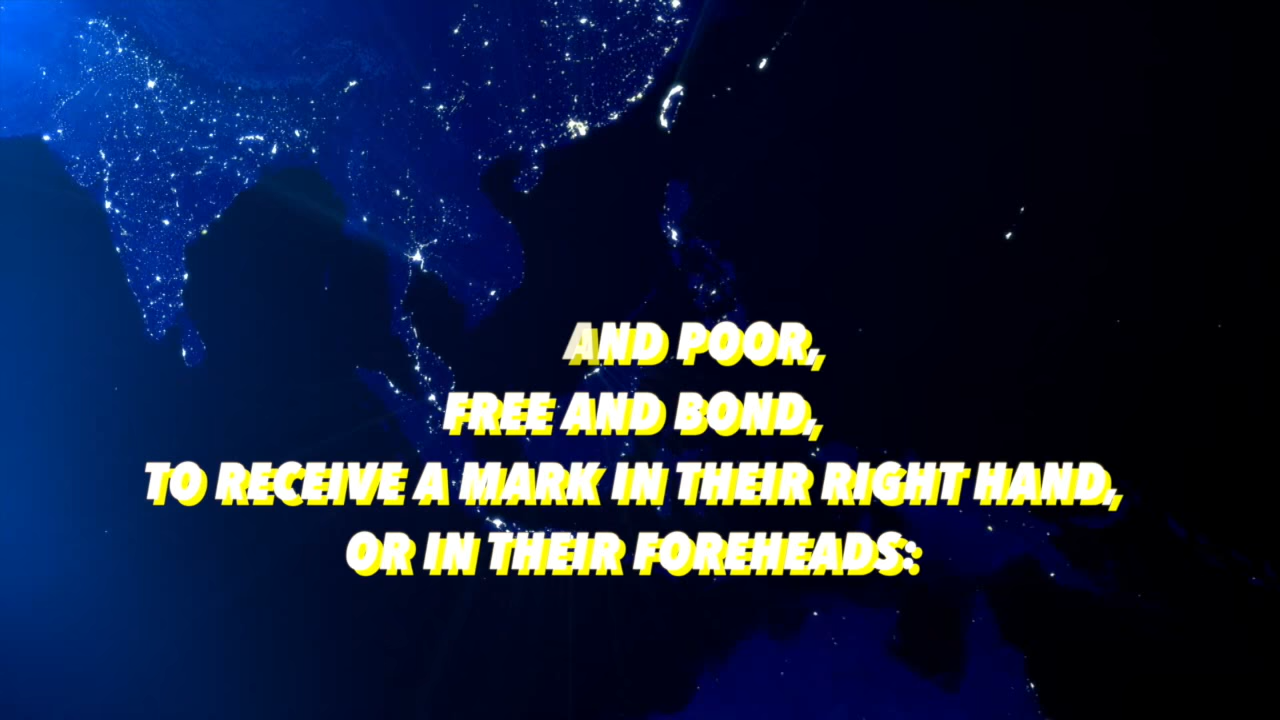 AND POOR,
FREE AND BOND,
TO RECEIVE A MARK IN THEIR RIGHT HAND,
OR IN THEIR FOREHEADS: